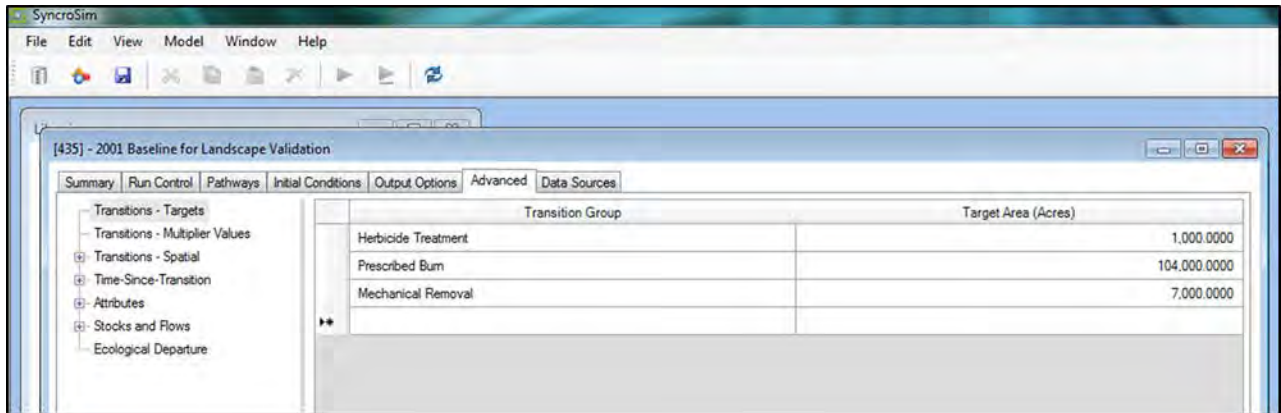 SyncroSim
File Edit View Model Window Help
[435] - 2001 Baseline for Landscape Validation
Summary Run Control Pathways Initial Conditions Output Options Advanced Data Sources
Transitions - Targets
Transitions - Multiplier Values
Transitions - Spatial
Time-Since-Transition
Attributes
Stocks and Flows
Ecological Departure
Transition Group Target Area (Acres)
Herbicide Treatment 1,000.0000
Prescribed Burn 104,000.0000
Mechanical Removal 7,000.0000